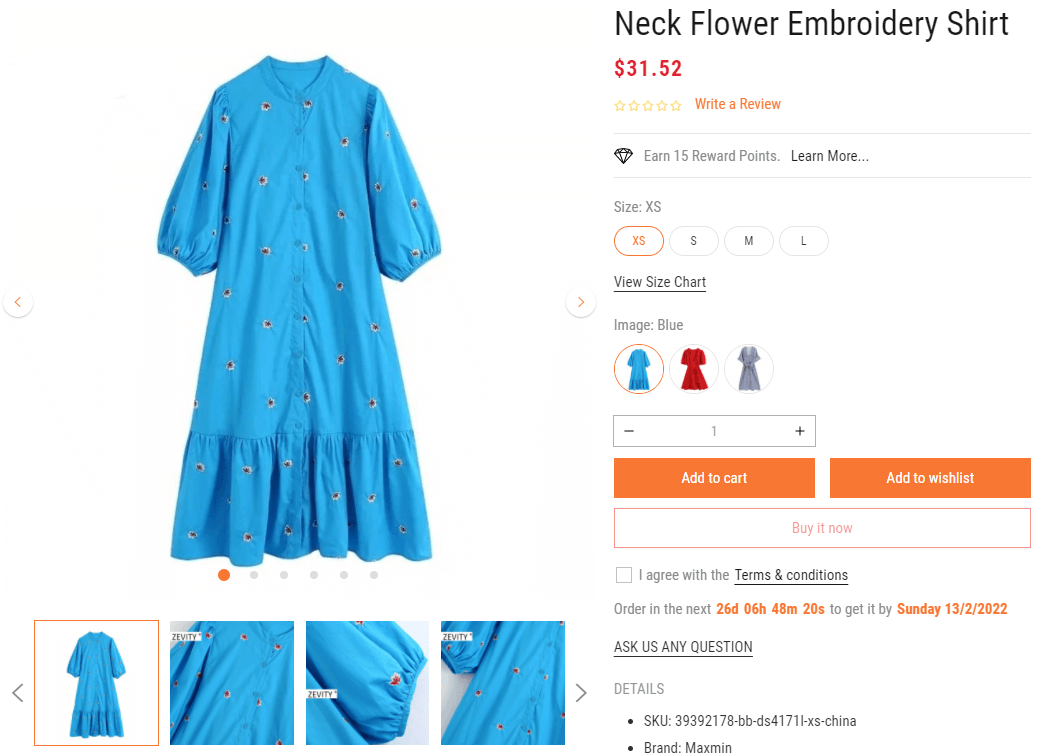 Neck Flower Embroidery Shirt
$31.52
Write a Review
Earn 15 Reward Points. Learn More...
Size: XS
XS S M L
View Size Chart
Image: Blue
− 1 +
Add to cart Add to wishlist
Buy it now
I agree with the Terms & conditions
Order in the next 26d 06h 48m 20s to get it by Sunday 13/2/2022
ASK US ANY QUESTION
DETAILS
SKU: 39392178-bb-ds4171l-xs-china
Brand: Maxmin
ZEVITY
ZEVITY
ZEVITY